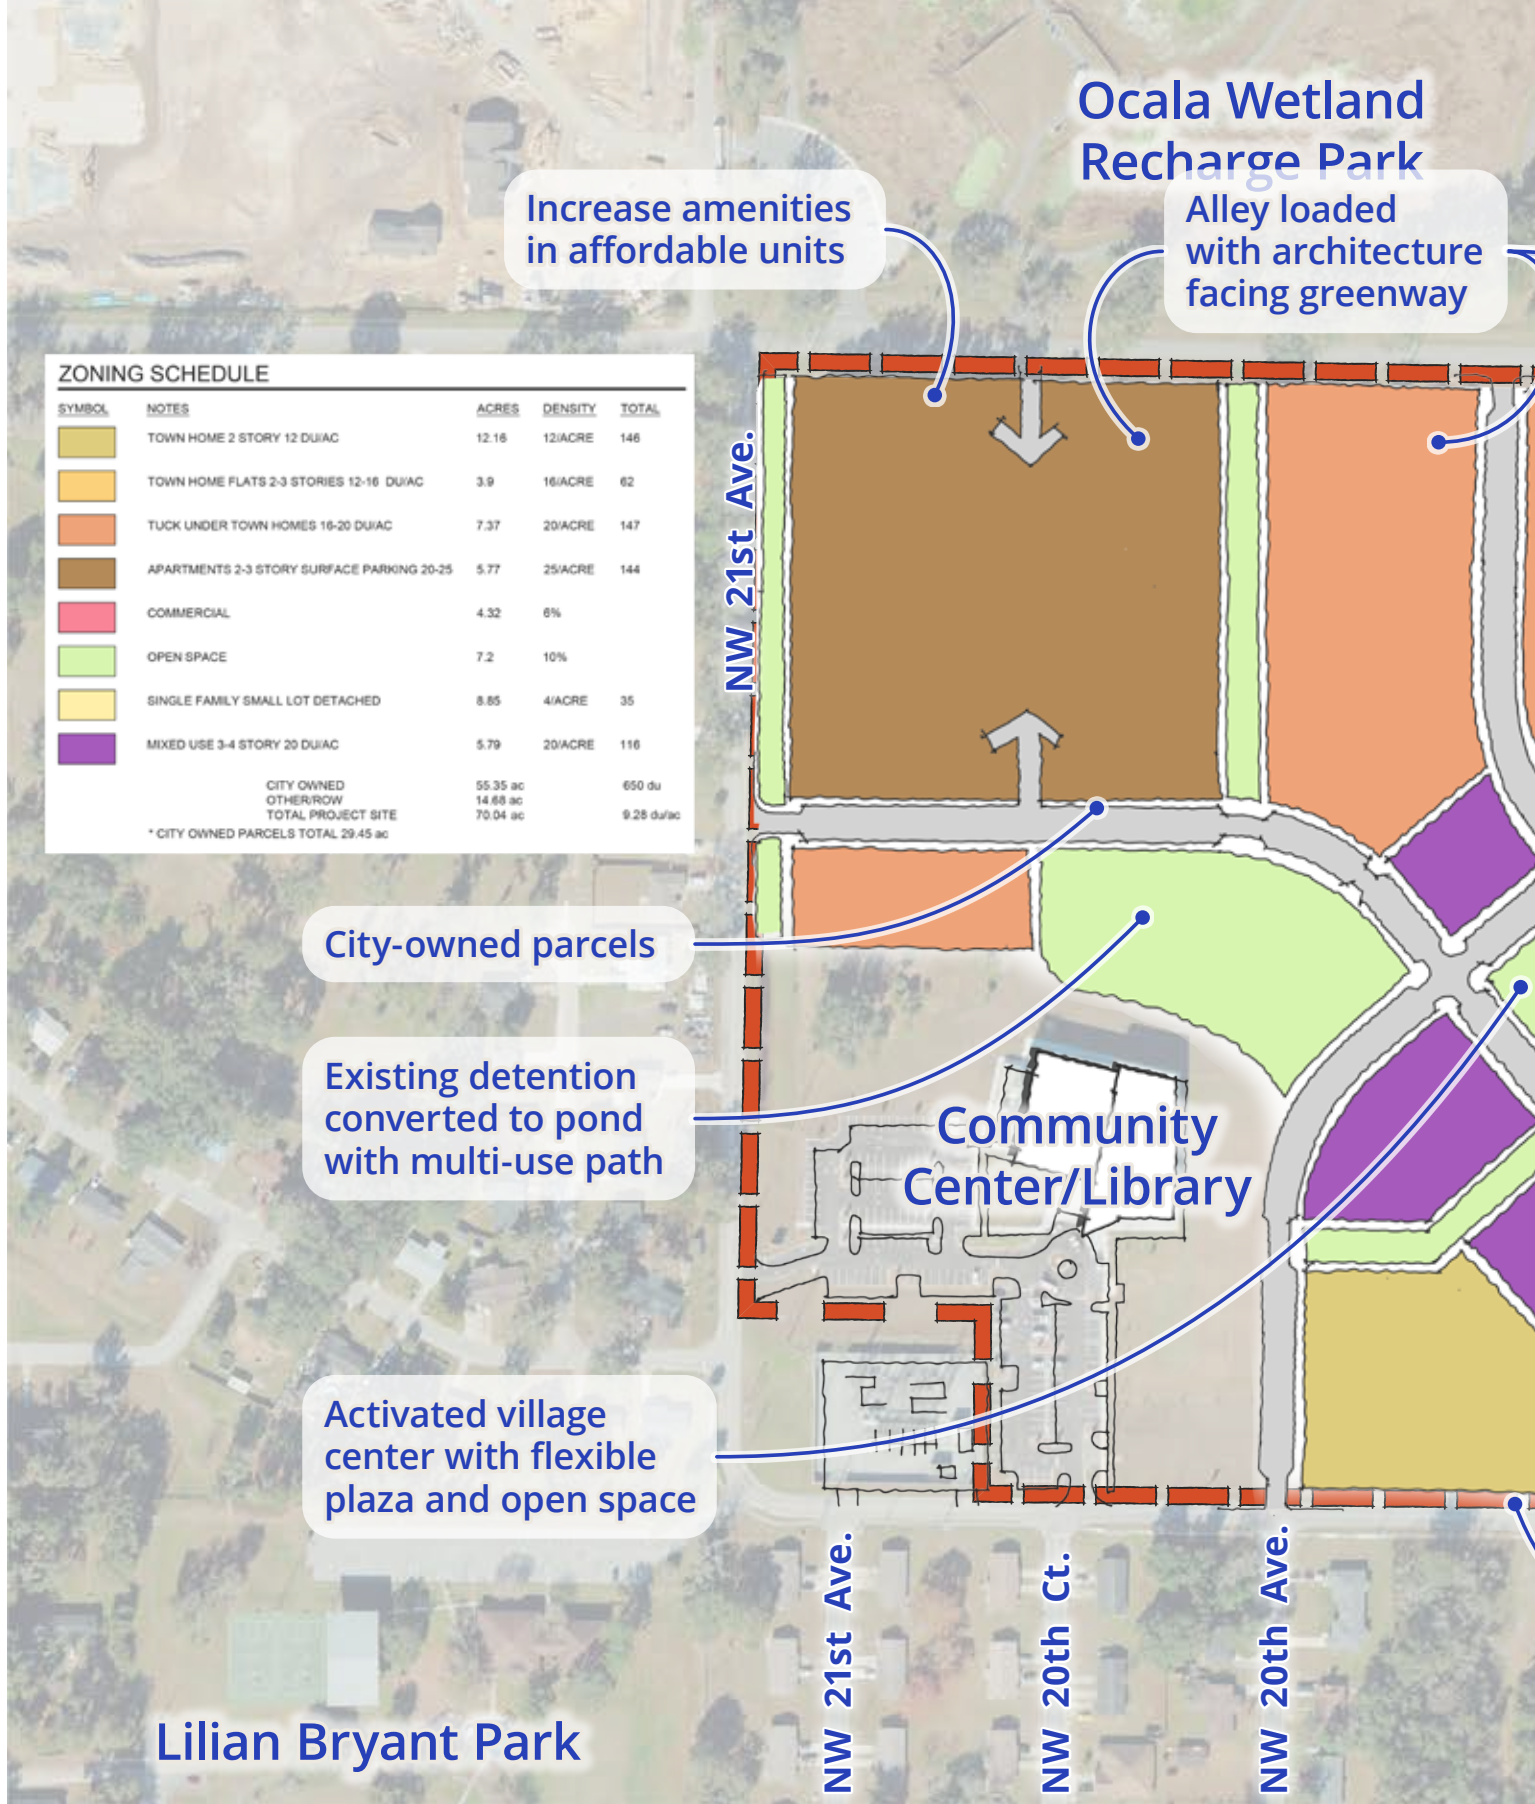 Ocala Wetland
Recharge Park
Increase amenities
in affordable units
Alley loaded
with architecture
facing greenway
ZONING SCHEDULE
SYMBOL NOTES ACRES DENSITY TOTAL
TOWN HOME 2 STORY 12 DU/AC 12.16 12/ACRE 146
TOWN HOME FLATS 2-3 STORIES 12-16 DU/AC 3.9 16/ACRE 62
TUCK UNDER TOWN HOMES 16-20 DU/AC 7.37 20/ACRE 147
APARTMENTS 2-3 STORY SURFACE PARKING 20-25 5.77 25/ACRE 144
COMMERCIAL 4.32 6%
OPEN SPACE 7.2 10%
SINGLE FAMILY SMALL LOT DETACHED 8.85 4/ACRE 35
MIXED USE 3-4 STORY 20 DU/AC 5.79 20/ACRE 116
CITY OWNED 55.35 ac 650 du
OTHER/ROW 14.68 ac
TOTAL PROJECT SITE 70.04 ac 9.28 du/ac
* CITY OWNED PARCELS TOTAL 29.45 ac
NW 21st Ave.
City-owned parcels
Existing detention
converted to pond
with multi-use path
Community
Center/Library
Activated village
center with flexible
plaza and open space
NW 21st Ave.
NW 20th Ct.
NW 20th Ave.
Lilian Bryant Park